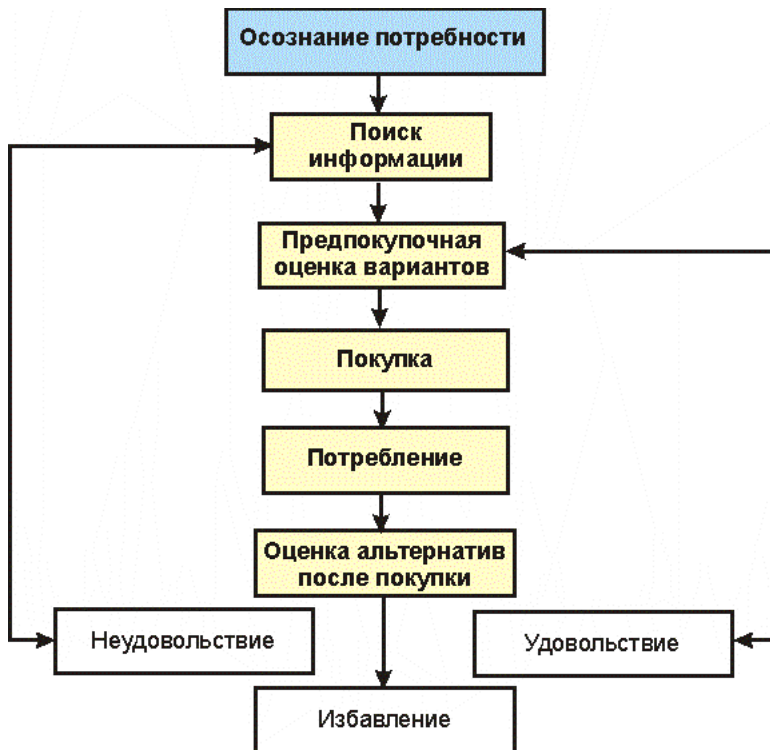 Осознание потребности
Поиск
информации
Предпокупочная
оценка вариантов
Покупка
Потребление
Оценка альтернатив
после покупки
Неудовольствие
Удовольствие
Избавление